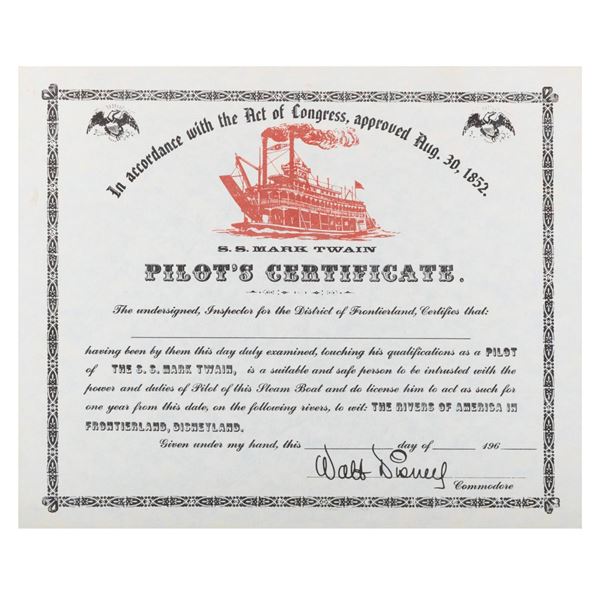 In accordance with the Act of Congress, approved Aug. 30, 1852.
S. S. MARK TWAIN
PILOT'S CERTIFICATE.
The undersigned, Inspector for the District of Frontierland, Certifies that:
having been by them this day duly examined, touching his qualifications as a PILOT
of THE S. S. MARK TWAIN, is a suitable and safe person to be intrusted with the
power and duties of Pilot of this Steam Boat and do license him to act as such for
one year from this date, on the following rivers, to wit: THE RIVERS OF AMERICA IN
FRONTIERLAND, DISNEYLAND.
Given under my hand, this day of 196
Walt Disney
Commodore